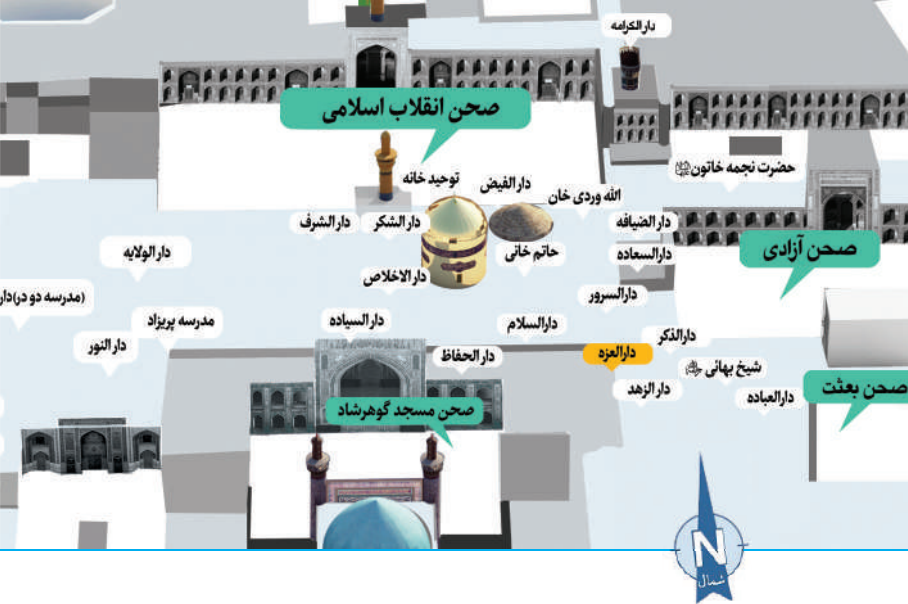 دارالکرامه
صحن انقلاب اسلامی
حضرت نجمه خاتون
توحید خانه
دارالفیض
الله وردی خان
دارالشرف
دارالشکر
دارالضیافه
صحن آزادی
حاتم خانی
دارالسعاده
دارالولایه
دارالاخلاص
دارالسرور
(مدرسه دو در)دار
مدرسه پریزاد
دارالسیاده
دارالسلام
دارالذکر
دارالنور
دارالحفاظ
دارالعزه
شیخ بهائی
صحن بعثت
دارالزهد
دارالعباده
صحن مسجد گوهرشاد
N
شمال